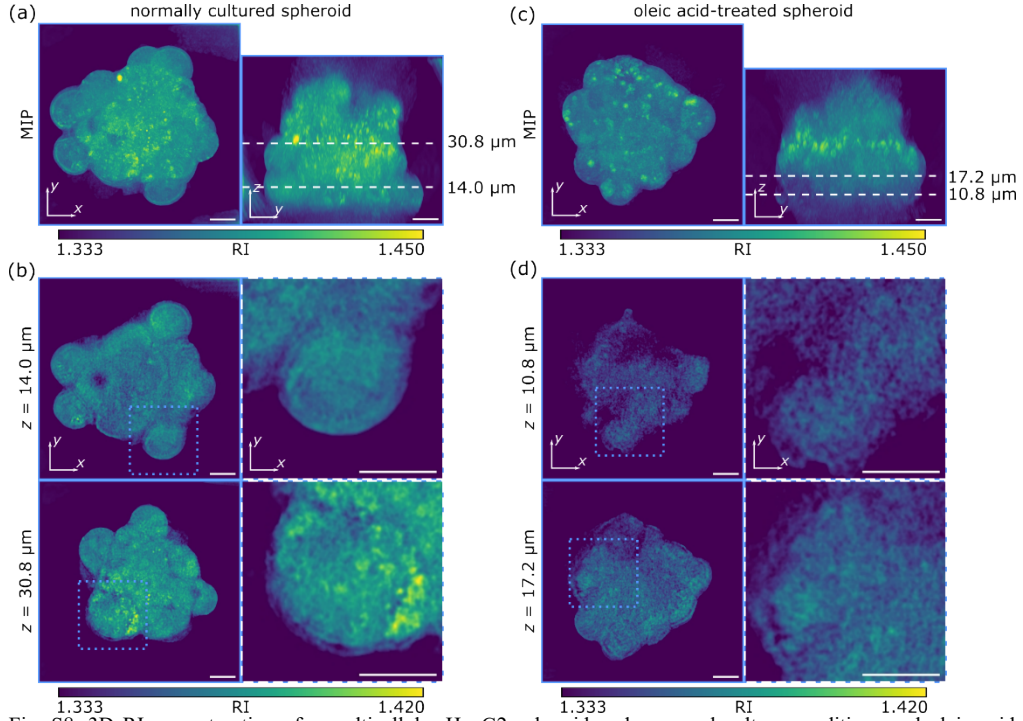 (a)
normally cultured spheroid
(c)
oleic acid-treated spheroid
MIP
y
x
z
y
30.8 μm
14.0 μm
MIP
y
x
z
y
17.2 μm
10.8 μm
1.333 RI 1.450
1.333 RI 1.450
(b)
(d)
z = 14.0 μm
y
x
z = 10.8 μm
y
x
z = 30.8 μm
z = 17.2 μm
1.333 RI 1.420
1.333 RI 1.420